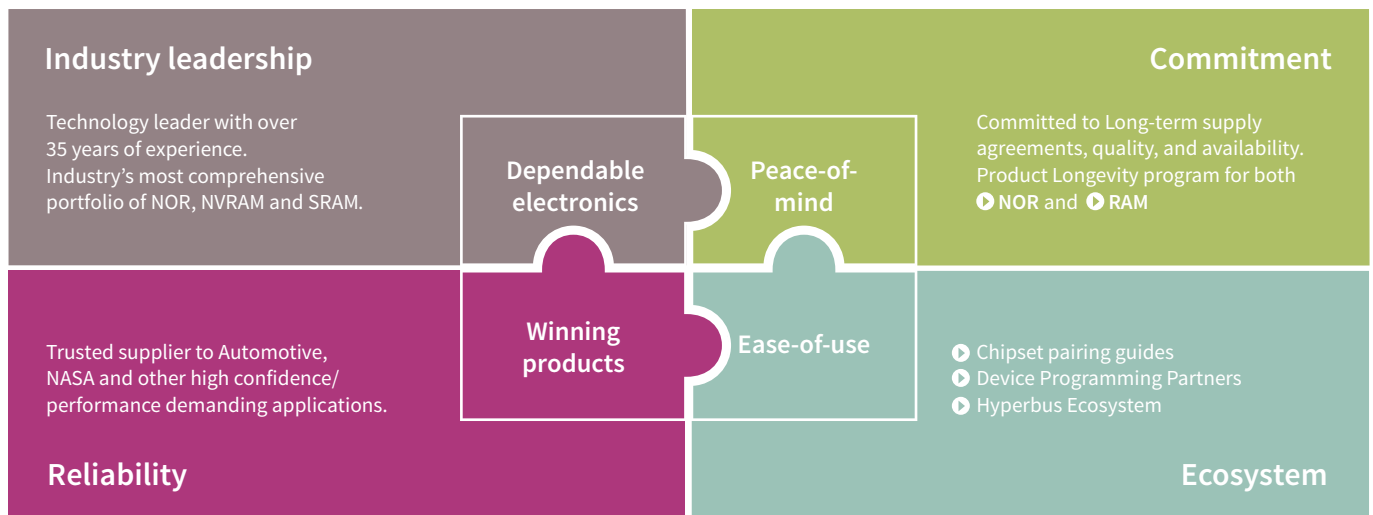 Industry leadership
Technology leader with over
35 years of experience.
Industry’s most comprehensive
portfolio of NOR, NVRAM and SRAM.
Dependable
electronics
Peace-of-
mind
Commitment
Committed to Long-term supply
agreements, quality, and availability.
Product Longevity program for both
NOR and RAM
Trusted supplier to Automotive,
NASA and other high confidence/
performance demanding applications.
Reliability
Winning
products
Ease-of-use
Chipset pairing guides
Device Programming Partners
Hyperbus Ecosystem
Ecosystem